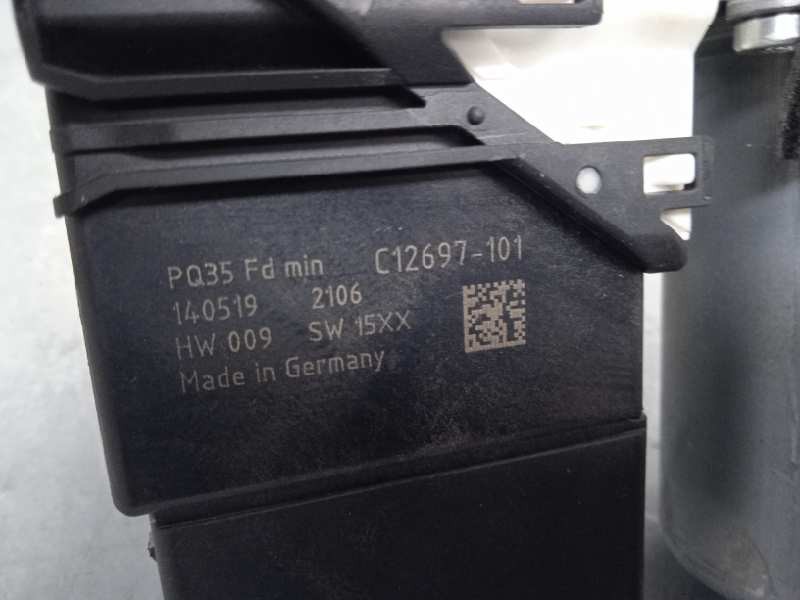 PQ35 Fd min C12697-101
140519 2106
HW 009 SW 15XX
Made in Germany